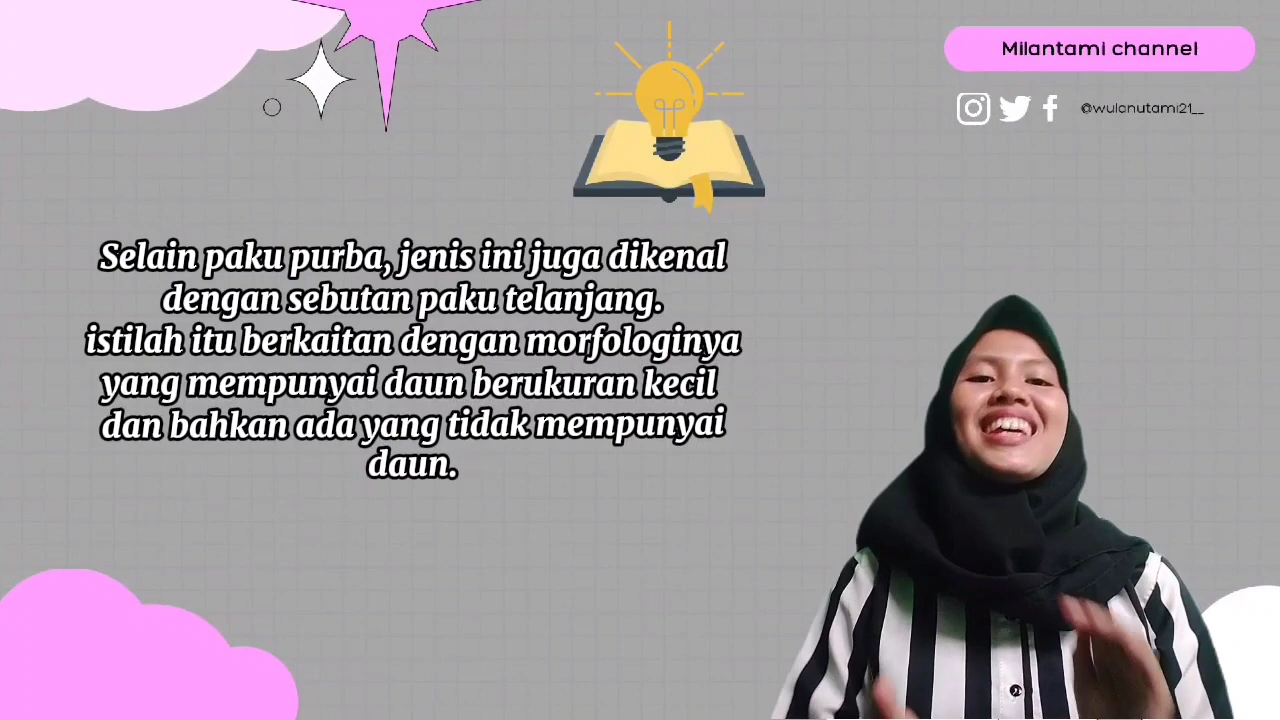 Milantami channel
@wulanutami21__
Selain paku purba, jenis ini juga dikenal
dengan sebutan paku telanjang.
istilah itu berkaitan dengan morfologinya
yang mempunyai daun berukuran kecil
dan bahkan ada yang tidak mempunyai
daun.